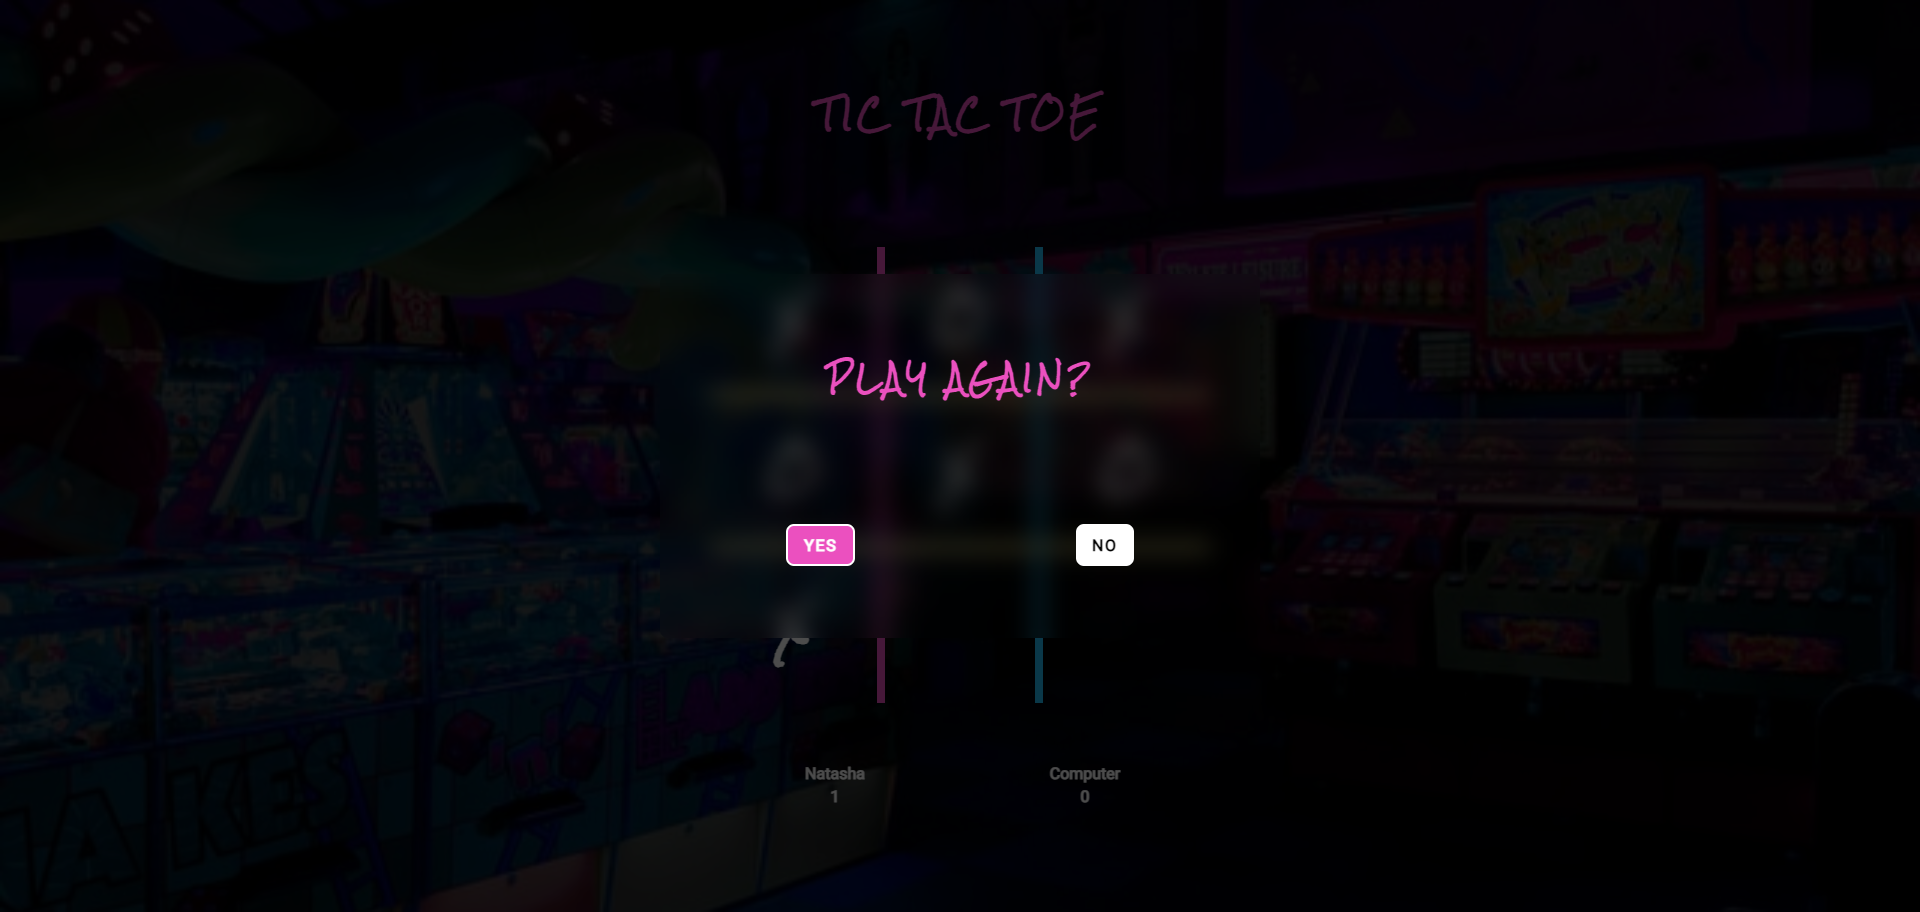 TIC TAC TOE
X O X
PLAY AGAIN?
O X O
YES NO
X
Natasha Computer
1 0